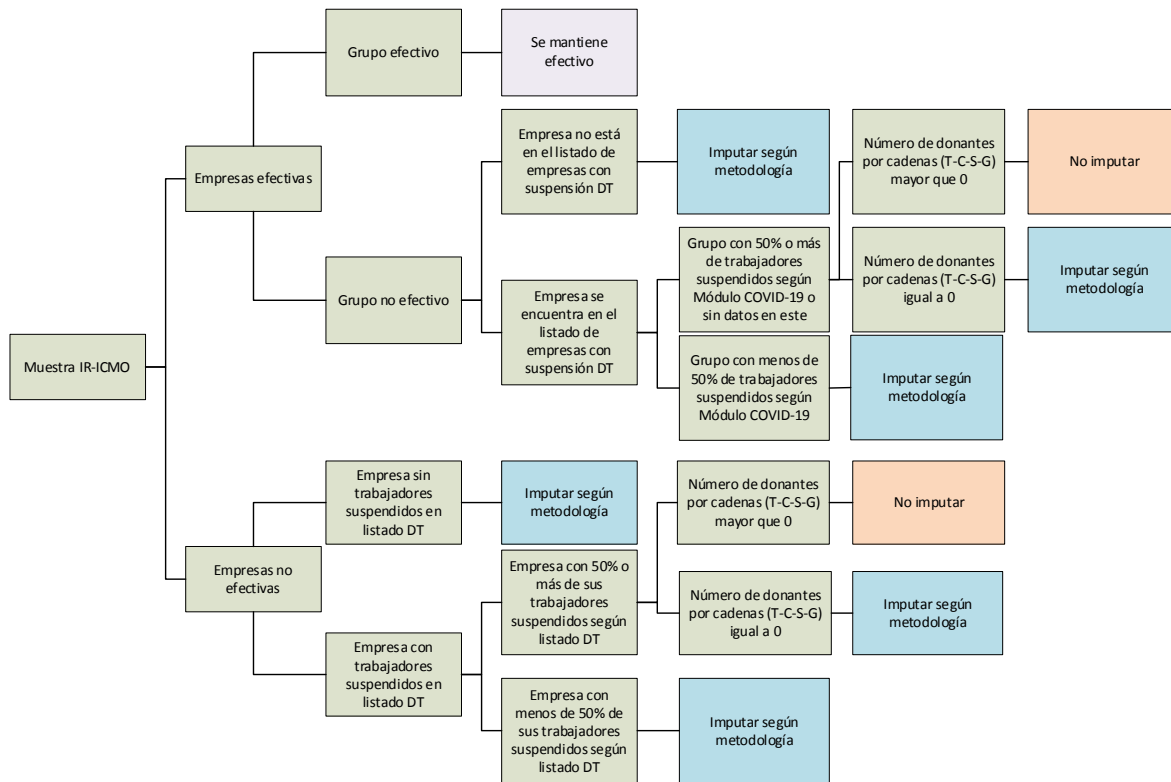 Grupo efectivo
Se mantiene
efectivo
Empresas efectivas
Empresa no está
en el listado de
empresas con
suspensión DT
Imputar según
metodología
Número de donantes
por cadenas (T-C-S-G)
mayor que 0
No imputar
Grupo no efectivo
Empresa se
encuentra en el
listado de
empresas con
suspensión DT
Grupo con 50% o más
de trabajadores
suspendidos según
Módulo COVID-19 o
sin datos en este
Número de donantes
por cadenas (T-C-S-G)
igual a 0
Imputar según
metodología
Grupo con menos de
50% de trabajadores
suspendidos según
Módulo COVID-19
Imputar según
metodología
Muestra IR-ICMO
Empresa sin
trabajadores
suspendidos en
listado DT
Imputar según
metodología
Número de donantes
por cadenas (T-C-S-G)
mayor que 0
No imputar
Empresas no
efectivas
Empresa con 50% o
más de sus
trabajadores
suspendidos según
listado DT
Número de donantes
por cadenas (T-C-S-G)
igual a 0
Imputar según
metodología
Empresa con
trabajadores
suspendidos en
listado DT
Empresa con
menos de 50% de
sus trabajadores
suspendidos según
listado DT
Imputar según
metodología